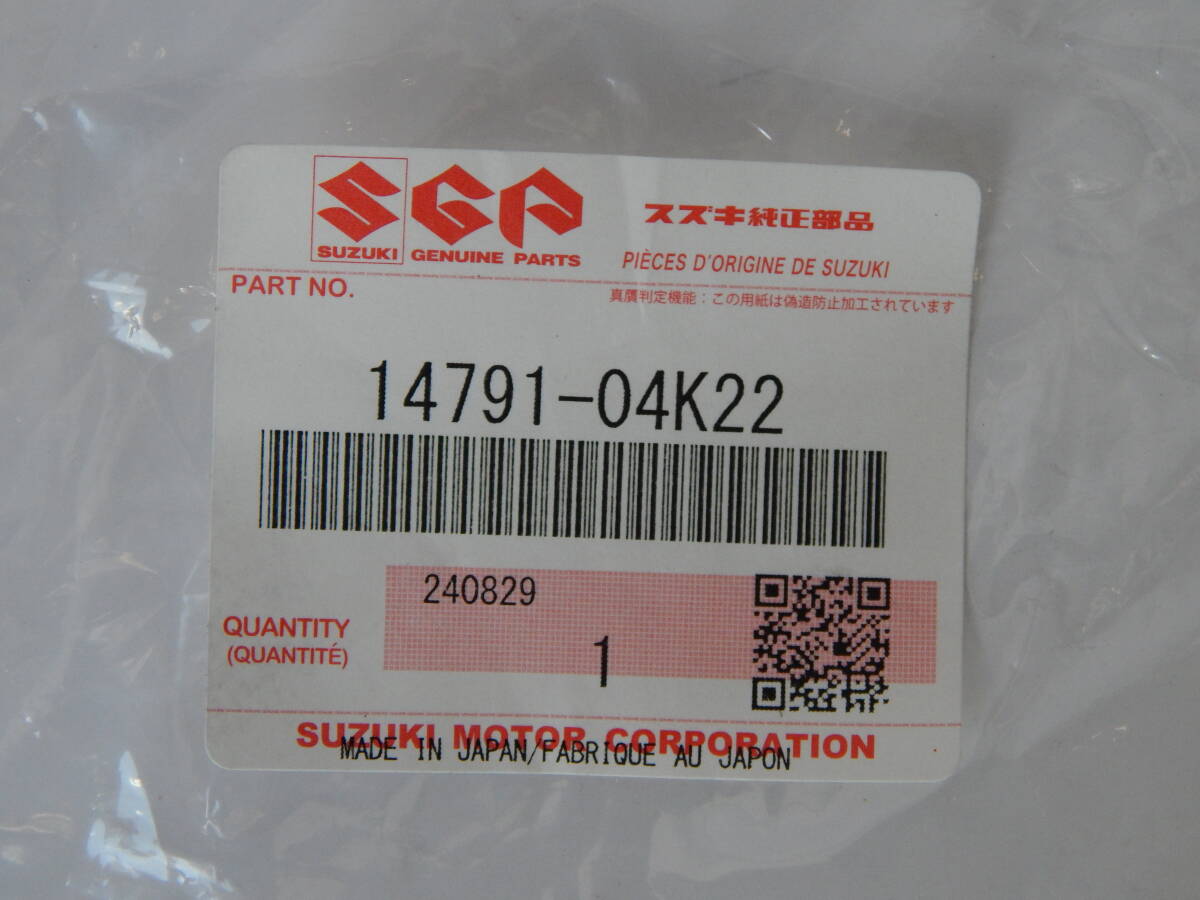 SGP スズキ純正部品
SUZUKI GENUINE PARTS PIÈCES D'ORIGINE DE SUZUKI
PART NO. 真贋判定機能：この用紙は偽造防止加工されています
14791-04K22
240829
QUANTITY
(QUANTITÉ) 1
SUZUKI MOTOR CORPORATION
MADE IN JAPAN/FABRIQUE AU JAPON